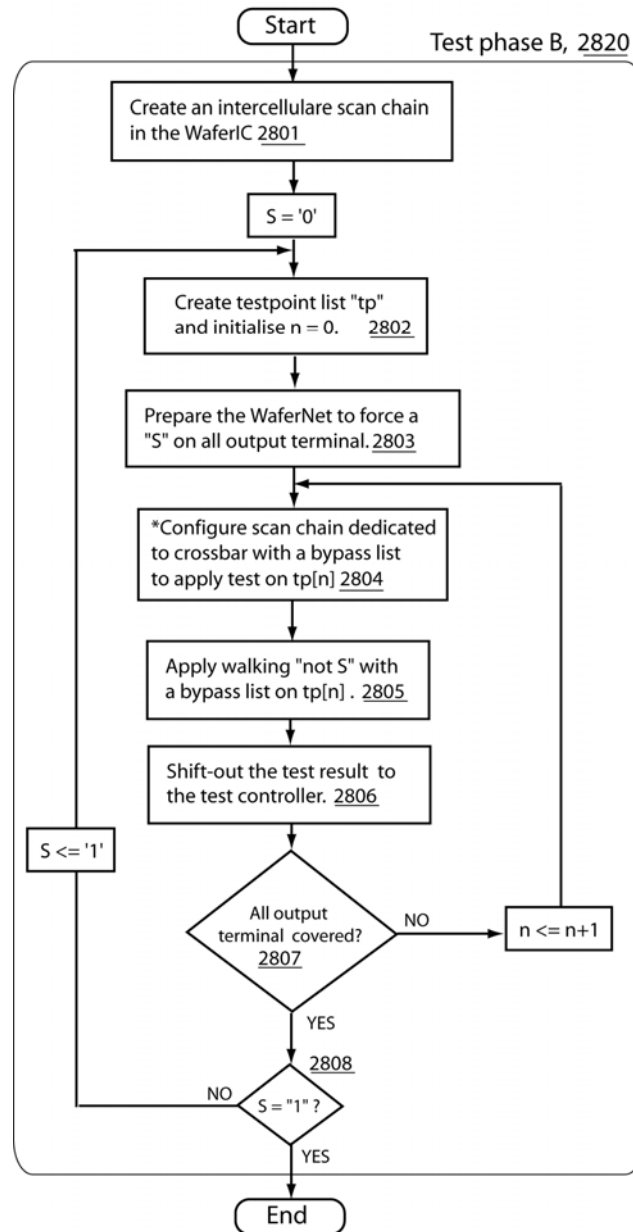 Start
Test phase B, 2820
Create an intercellulare scan chain
in the WaferIC 2801
S = '0'
Create testpoint list "tp"
and initialise n = 0. 2802
Prepare the WaferNet to force a
"S" on all output terminal. 2803
*Configure scan chain dedicated
to crossbar with a bypass list
to apply test on tp[n] 2804
Apply walking "not S" with
a bypass list on tp[n] . 2805
Shift-out the test result to
the test controller. 2806
S <= '1'
All output
terminal covered?
2807
NO
n <= n+1
YES
2808
NO
S = "1" ?
YES
End